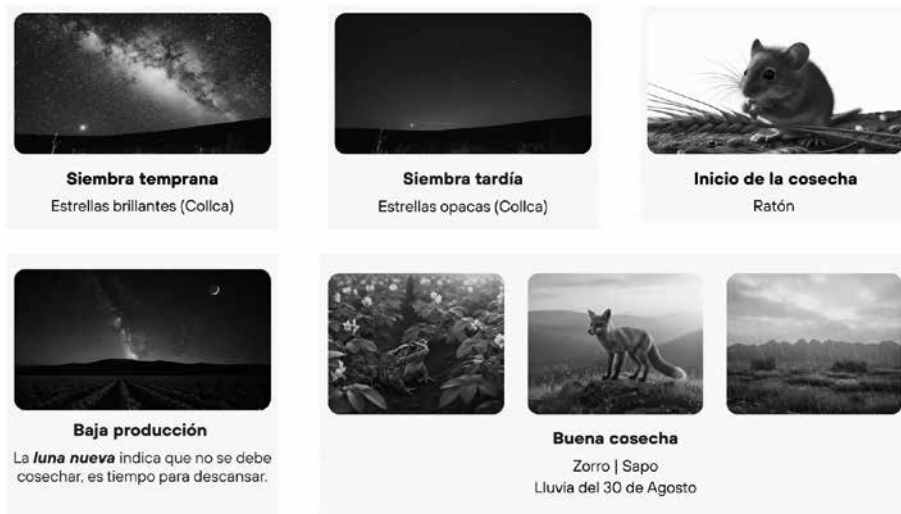 Siembra temprana
Estrellas brillantes (Collca)
Siembra tardía
Estrellas opacas (Collca)
Inicio de la cosecha
Ratón
Baja producción
La luna nueva indica que no se debe
cosechar, es tiempo para descansar.
Buena cosecha
Zorro | Sapo
Lluvia del 30 de Agosto